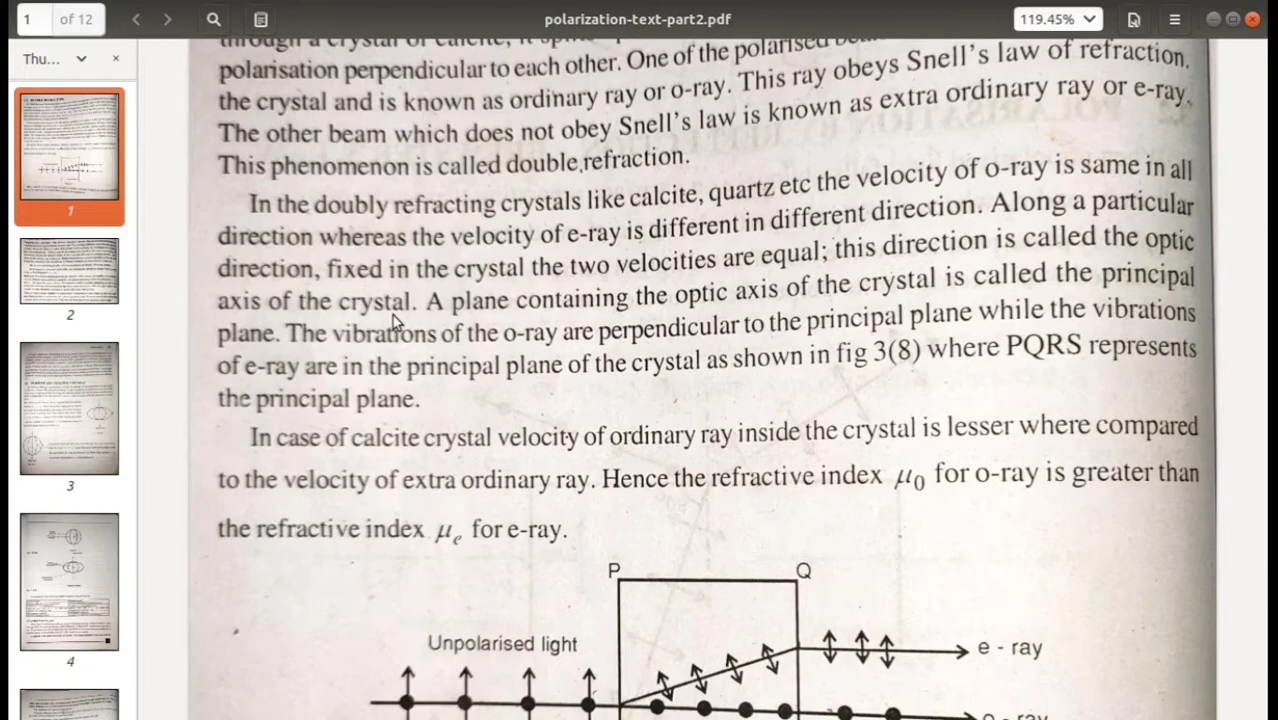 1 of 12
polarization-text-part2.pdf
119.45%
Thu...
1
2
3
4
through a crystal of calcite, it
polarisation perpendicular to each other. One of the polarised
the crystal and is known as ordinary ray or o-ray. This ray obeys Snell's law of refraction.
The other beam which does not obey Snell's law is known as extra ordinary ray or e-ray.
This phenomenon is called double refraction.
In the doubly refracting crystals like calcite, quartz etc the velocity of o-ray is same in all
direction whereas the velocity of e-ray is different in different direction. Along a particular
direction, fixed in the crystal the two velocities are equal; this direction is called the optic
axis of the crystal. A plane containing the optic axis of the crystal is called the principal
plane. The vibrations of the o-ray are perpendicular to the principal plane while the vibrations
of e-ray are in the principal plane of the crystal as shown in fig 3(8) where PQRS represents
the principal plane.
In case of calcite crystal velocity of ordinary ray inside the crystal is lesser where compared
to the velocity of extra ordinary ray. Hence the refractive index μ₀ for o-ray is greater than
the refractive index μₑ for e-ray.
P Q
Unpolarised light
e - ray
o - ray